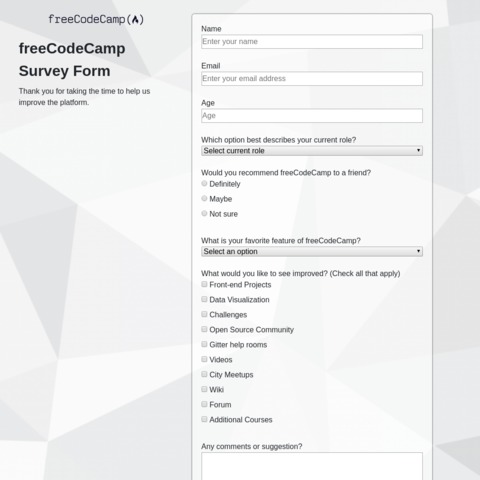 freeCodeCamp(🔥)
freeCodeCamp
Survey Form
Thank you for taking the time to help us
improve the platform.
Name
Enter your name
Email
Enter your email address
Age
Age
Which option best describes your current role?
Select current role
Would you recommend freeCodeCamp to a friend?
Definitely
Maybe
Not sure
What is your favorite feature of freeCodeCamp?
Select an option
What would you like to see improved? (Check all that apply)
Front-end Projects
Data Visualization
Challenges
Open Source Community
Gitter help rooms
Videos
City Meetups
Wiki
Forum
Additional Courses
Any comments or suggestion?